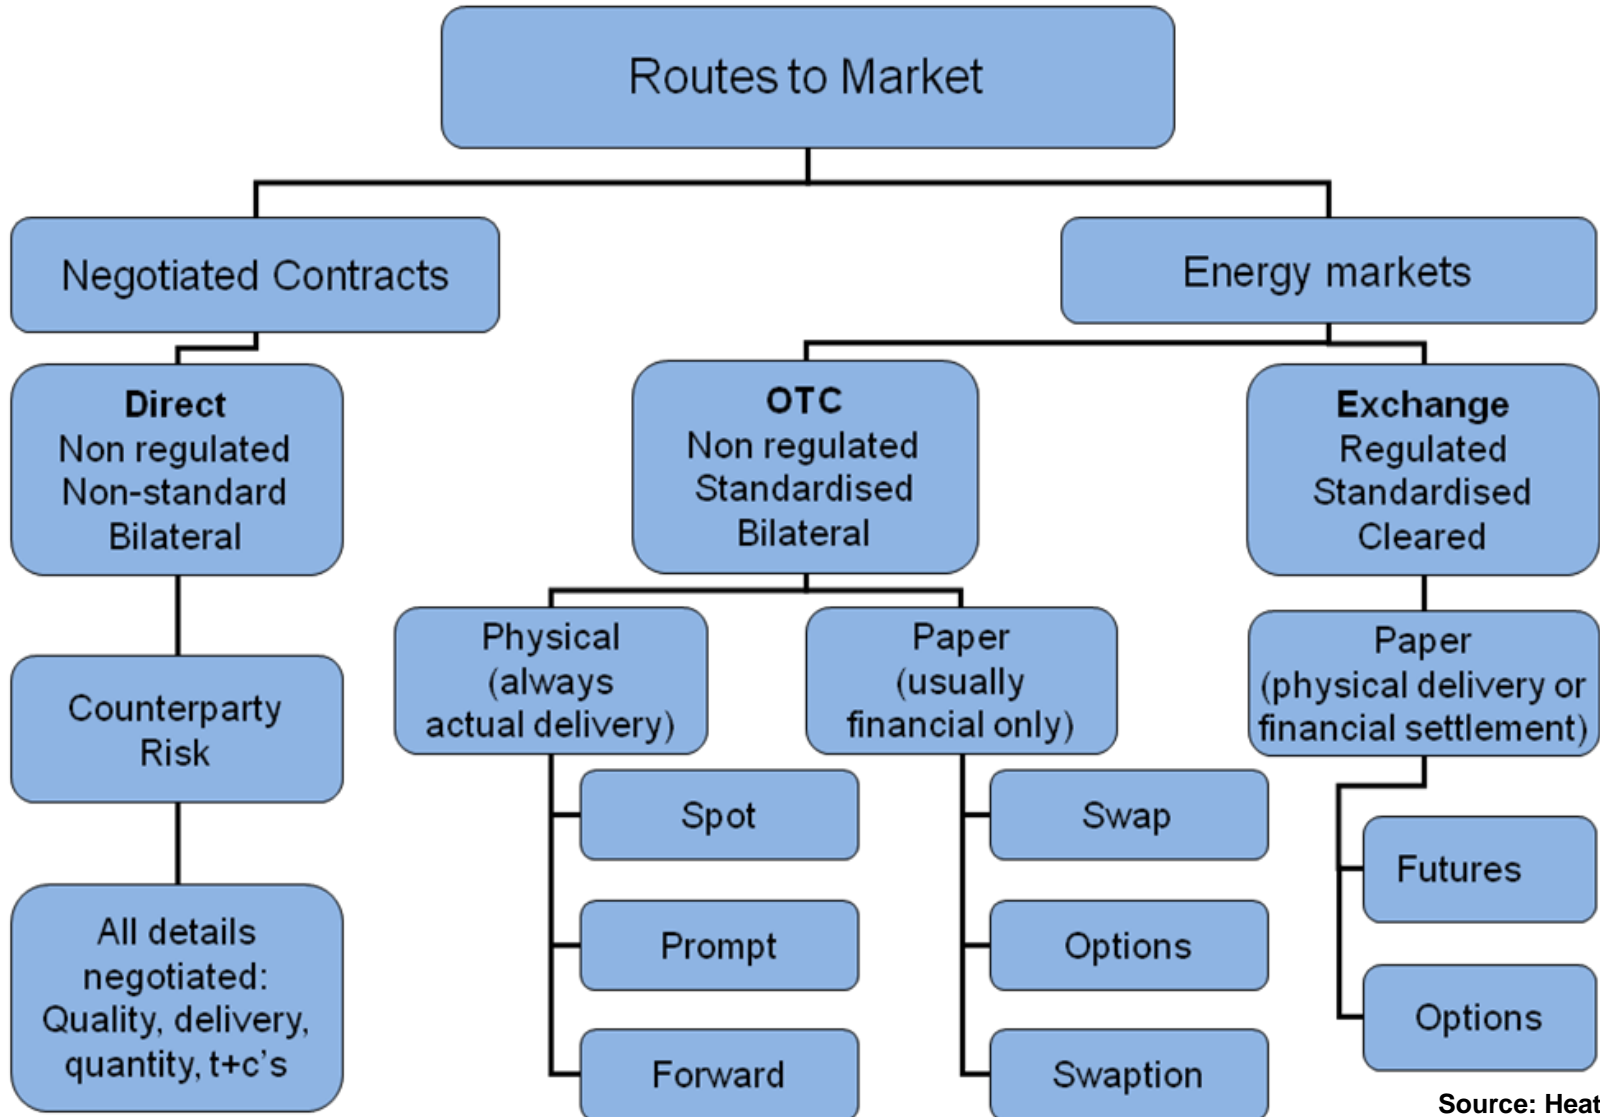 Routes to Market
Negotiated Contracts
Energy markets
Direct
Non regulated
Non-standard
Bilateral
OTC
Non regulated
Standardised
Bilateral
Exchange
Regulated
Standardised
Cleared
Counterparty
Risk
Physical
(always
actual delivery)
Paper
(usually
financial only)
Paper
(physical delivery or
financial settlement)
All details
negotiated:
Quality, delivery,
quantity, t+c's
Spot
Prompt
Forward
Swap
Options
Swaption
Futures
Options
Source: Heat